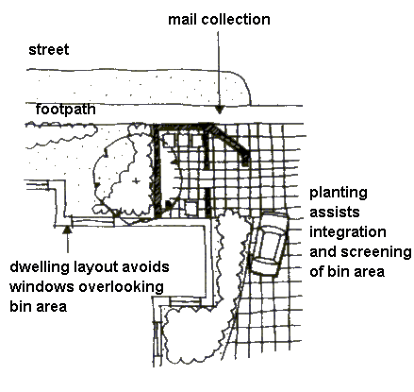 mail collection
street
footpath
planting
assists
integration
and screening
of bin area
dwelling layout avoids
windows overlooking
bin area